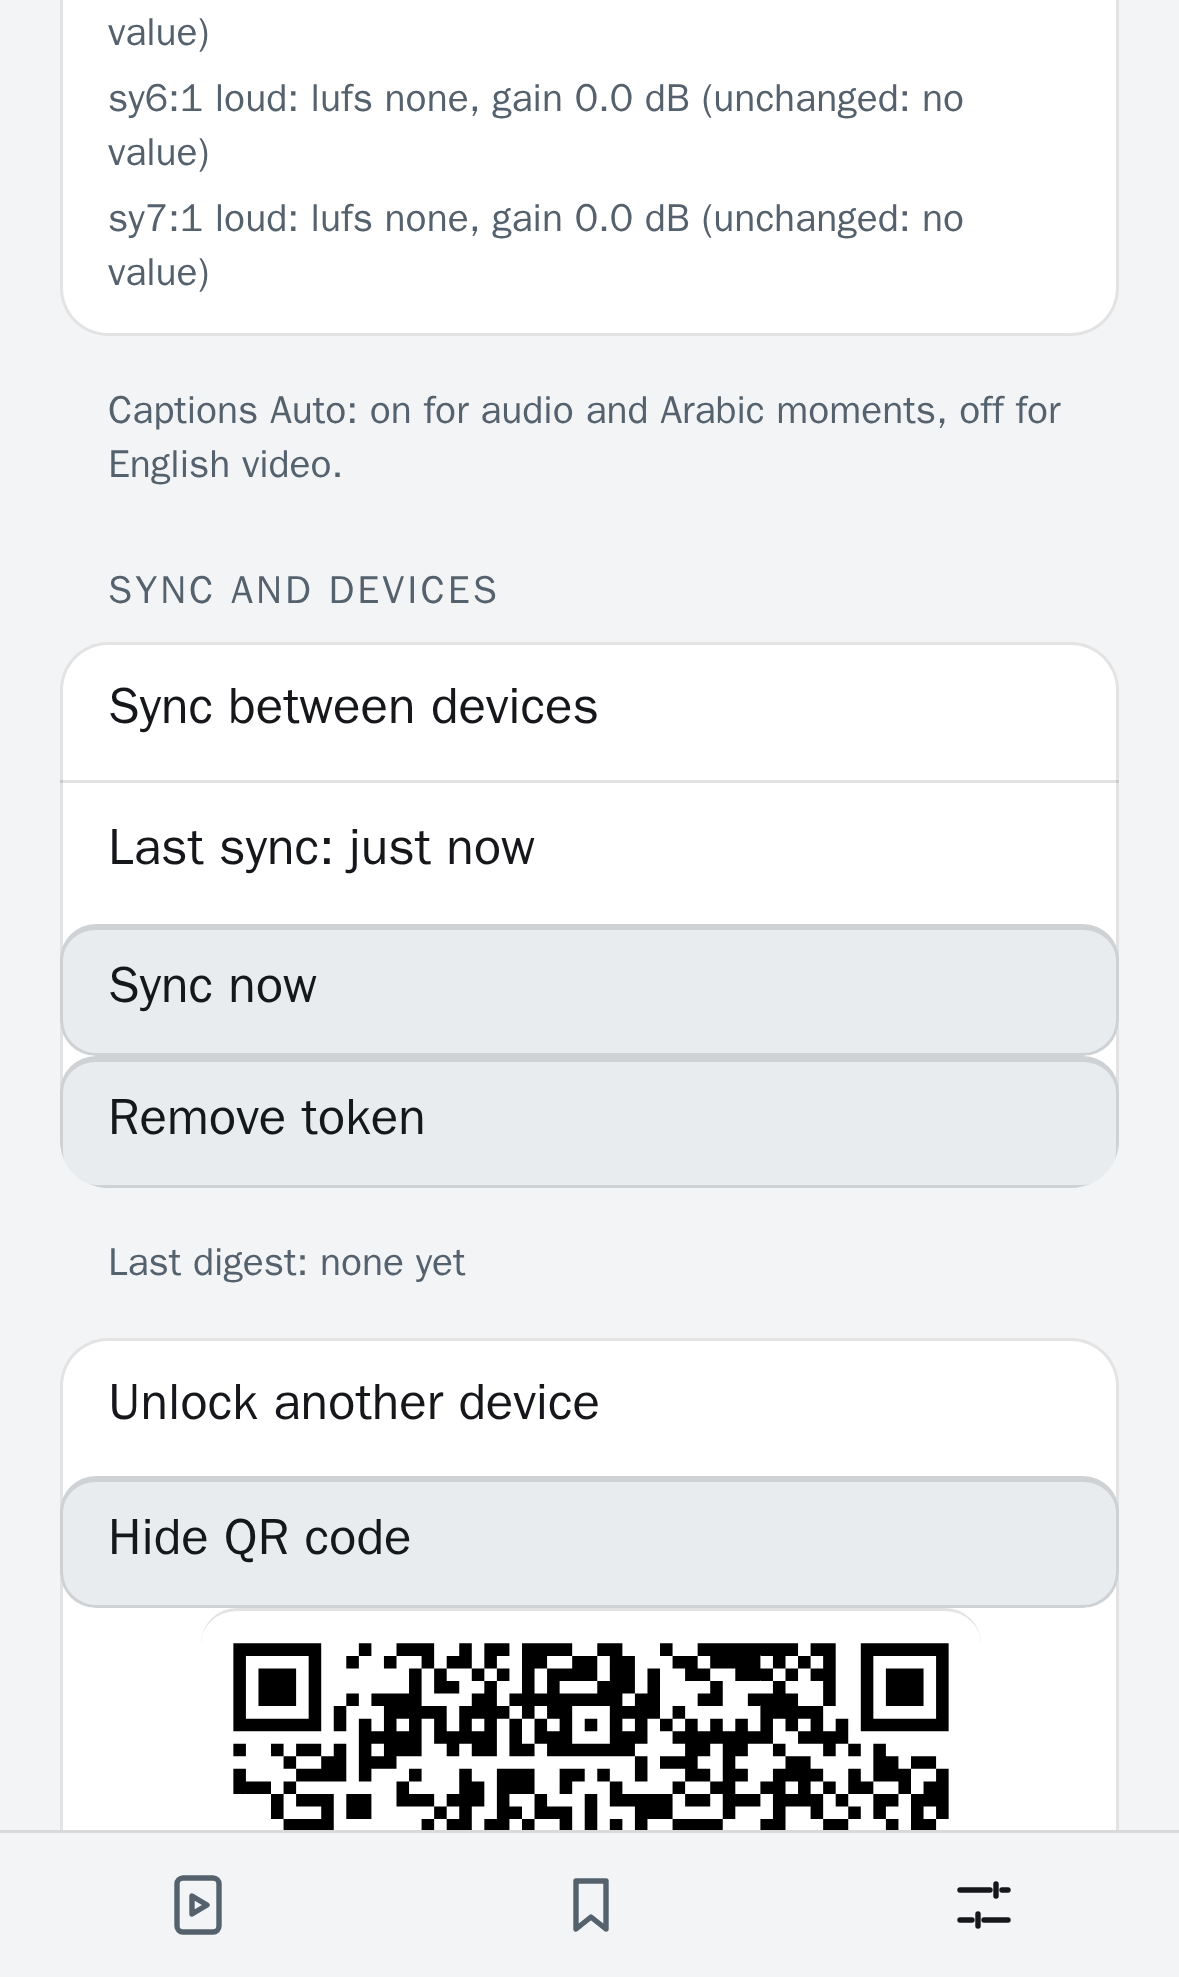 value)
sy6:1 loud: lufs none, gain 0.0 dB (unchanged: no
value)
sy7:1 loud: lufs none, gain 0.0 dB (unchanged: no
value)
Captions Auto: on for audio and Arabic moments, off for
English video.
SYNC AND DEVICES
Sync between devices
Last sync: just now
Sync now
Remove token
Last digest: none yet
Unlock another device
Hide QR code